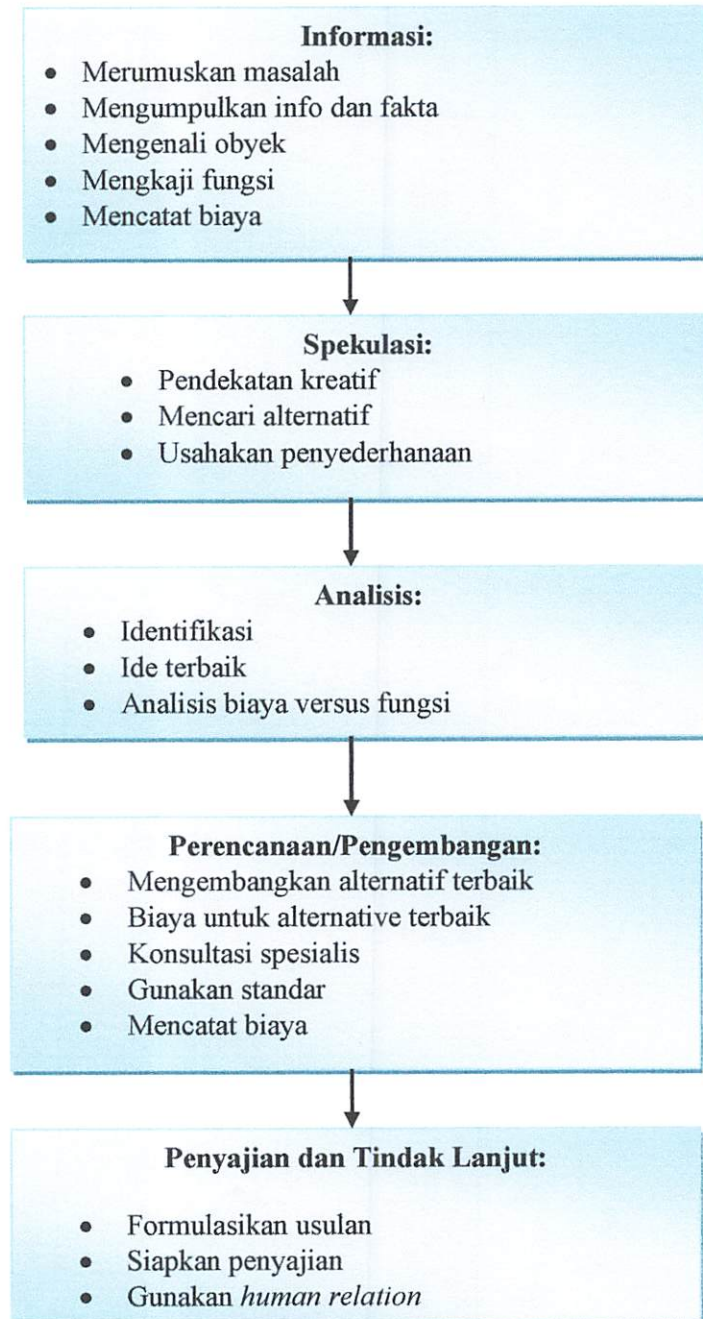 Informasi:
• Merumuskan masalah
• Mengumpulkan info dan fakta
• Mengenali obyek
• Mengkaji fungsi
• Mencatat biaya
Spekulasi:
• Pendekatan kreatif
• Mencari alternatif
• Usahakan penyederhanaan
Analisis:
• Identifikasi
• Ide terbaik
• Analisis biaya versus fungsi
Perencanaan/Pengembangan:
• Mengembangkan alternatif terbaik
• Biaya untuk alternative terbaik
• Konsultasi spesialis
• Gunakan standar
• Mencatat biaya
Penyajian dan Tindak Lanjut:
• Formulasikan usulan
• Siapkan penyajian
• Gunakan human relation